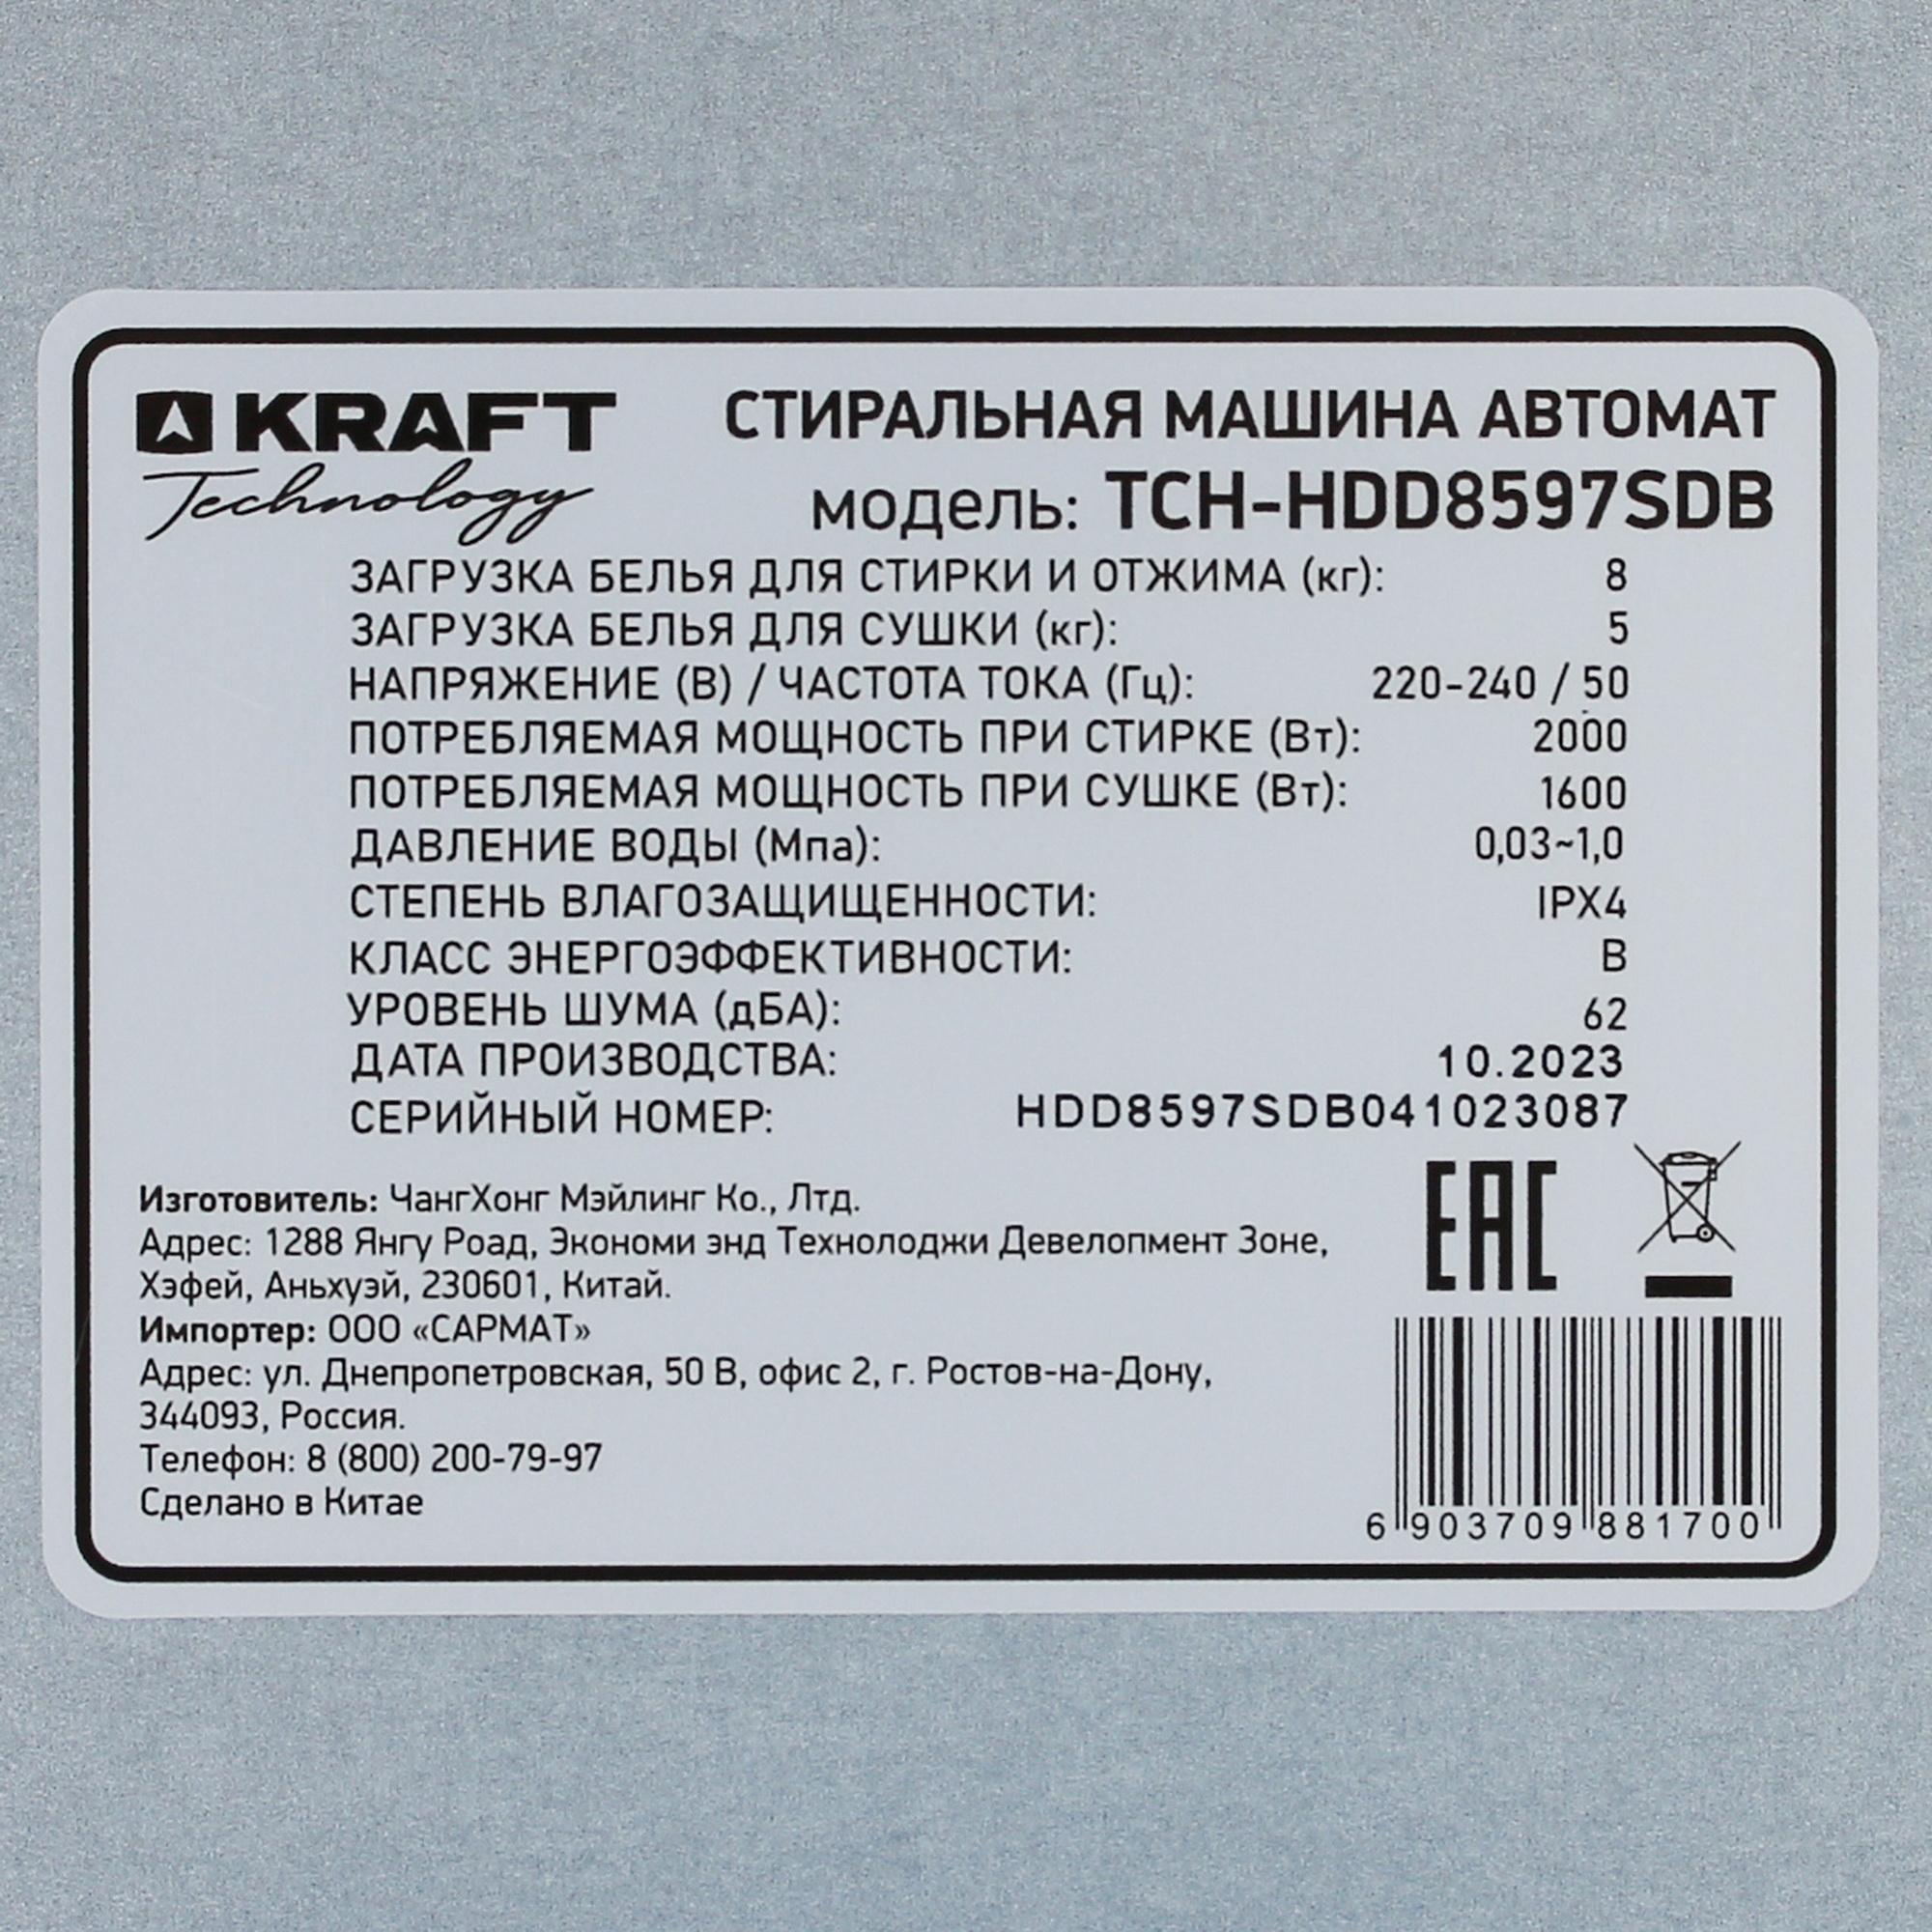 KRAFT
Technology
СТИРАЛЬНАЯ МАШИНА АВТОМАТ
модель: TCH-HDD8597SDB
ЗАГРУЗКА БЕЛЬЯ ДЛЯ СТИРКИ И ОТЖИМА (кг): 8
ЗАГРУЗКА БЕЛЬЯ ДЛЯ СУШКИ (кг): 5
НАПРЯЖЕНИЕ (В) / ЧАСТОТА ТОКА (Гц): 220-240 / 50
ПОТРЕБЛЯЕМАЯ МОЩНОСТЬ ПРИ СТИРКЕ (Вт): 2000
ПОТРЕБЛЯЕМАЯ МОЩНОСТЬ ПРИ СУШКЕ (Вт): 1600
ДАВЛЕНИЕ ВОДЫ (Мпа): 0,03~1,0
СТЕПЕНЬ ВЛАГОЗАЩИЩЕННОСТИ: IPX4
КЛАСС ЭНЕРГОЭФФЕКТИВНОСТИ: B
УРОВЕНЬ ШУМА (дБА): 62
ДАТА ПРОИЗВОДСТВА: 10.2023
СЕРИЙНЫЙ НОМЕР: HDD8597SDB041023087
Изготовитель: ЧангХонг Мэйлинг Ко., Лтд.
Адрес: 1288 Янгу Роад, Экономи энд Технолоджи Девелопмент Зоне,
Хэфей, Аньхуэй, 230601, Китай.
Импортер: ООО «САРМАТ»
Адрес: ул. Днепропетровская, 50 В, офис 2, г. Ростов-на-Дону,
344093, Россия.
Телефон: 8 (800) 200-79-97
Сделано в Китае
EAC
6 903709 881700